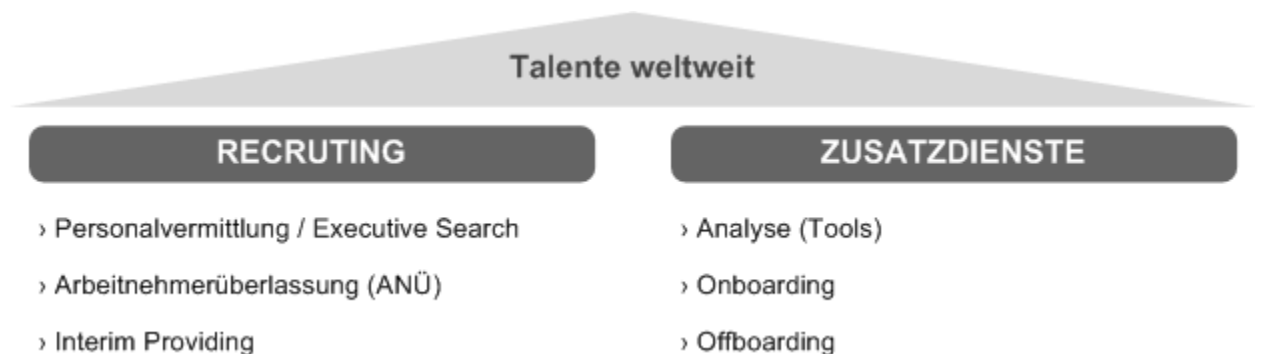 Talente weltweit
RECRUTING
› Personalvermittlung / Executive Search
› Arbeitnehmerüberlassung (ANÜ)
› Interim Providing
ZUSATZDIENSTE
› Analyse (Tools)
› Onboarding
› Offboarding